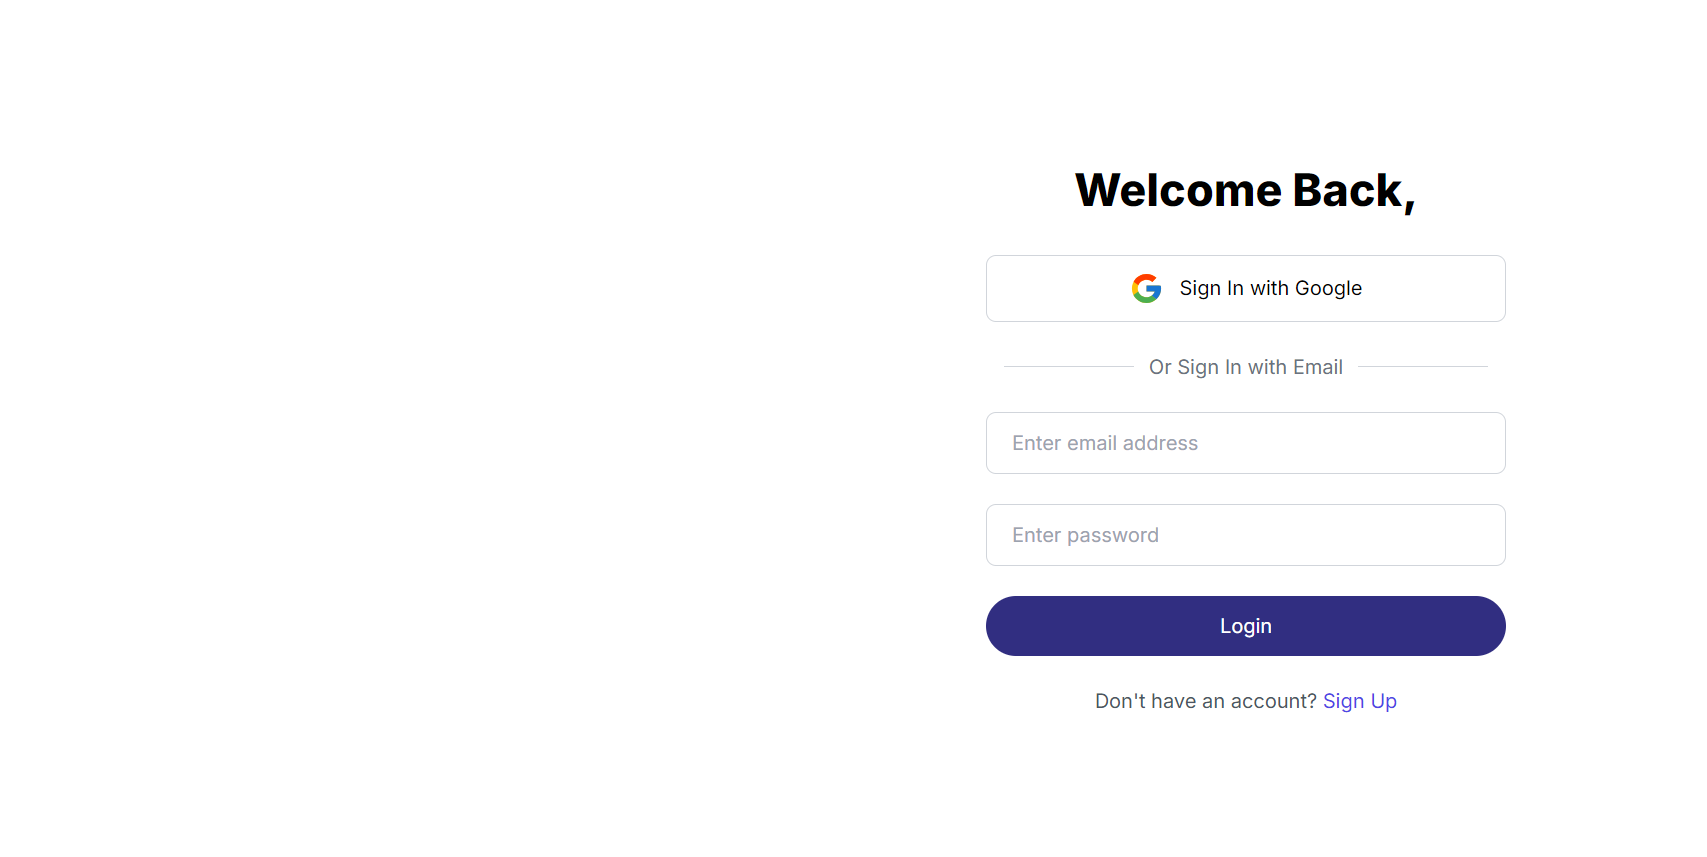 Welcome Back,
Sign In with Google
Or Sign In with Email
Enter email address
Enter password
Login
Don't have an account? Sign Up